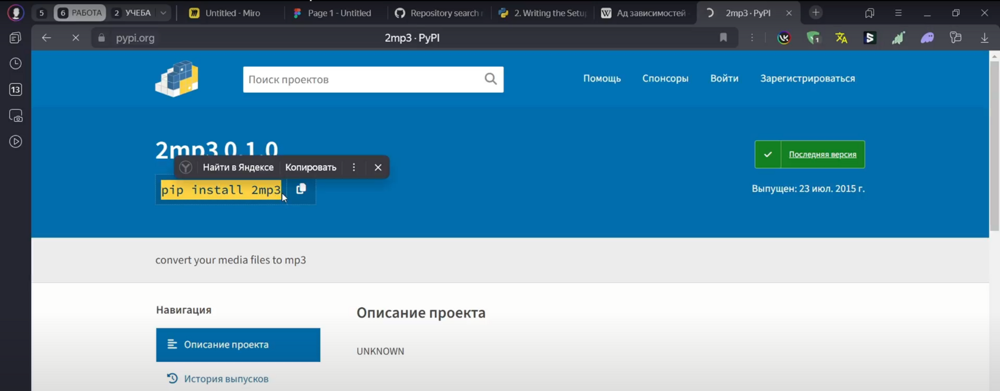 5 6 РАБОТА 2 УЧЕБА Untitled - Miro Page 1 - Untitled Repository search 2. Writing the Setup Ад зависимостей 2mp3 · PyPI
pypi.org 2mp3 · PyPI
1
13
Поиск проектов Помощь Спонсоры Войти Зарегистрироваться
2mp3 0.1.0
Последняя версия
Найти в Яндексе Копировать
pip install 2mp3
Выпущен: 23 июл. 2015 г.
convert your media files to mp3
Навигация
Описание проекта
Описание проекта
UNKNOWN
История выпусков